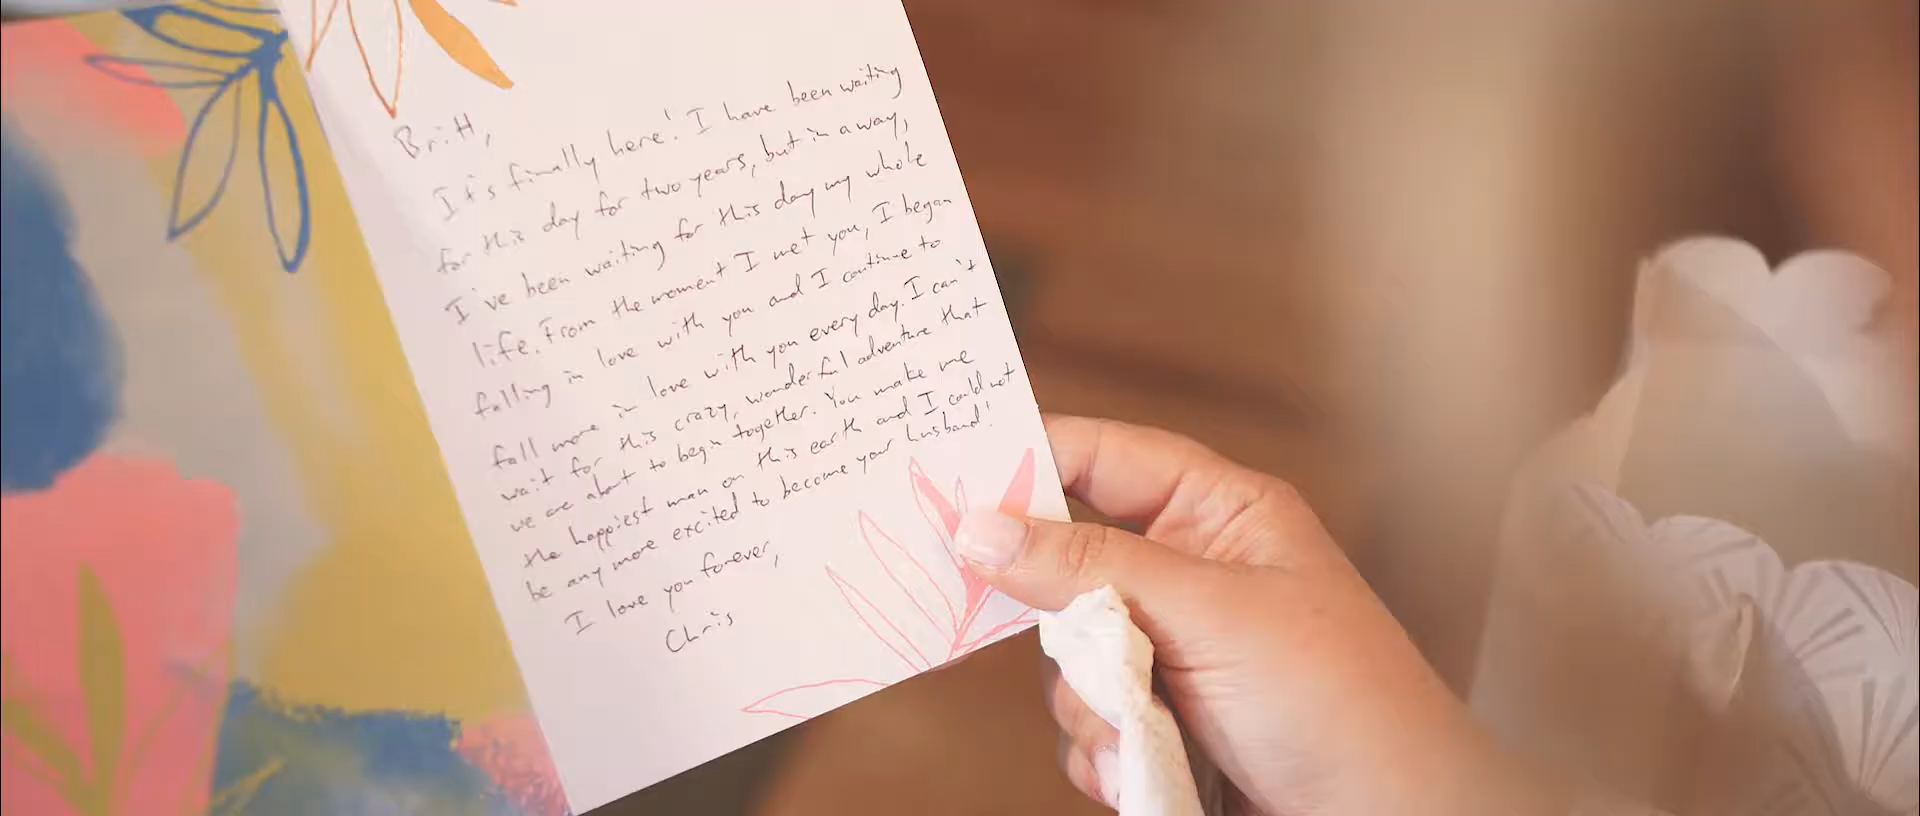 Britt,
It's finally here! I have been waiting
for this day for two years, but in a way,
I've been waiting for this day my whole
life. From the moment I met you, I began
falling in love with you and I continue to
fall more in love with you every day. I can't
wait for this crazy, wonderful adventure that
we are about to begin together. You make me
the happiest man on this earth and I could not
be any more excited to become your husband!
I love you forever,
Chris